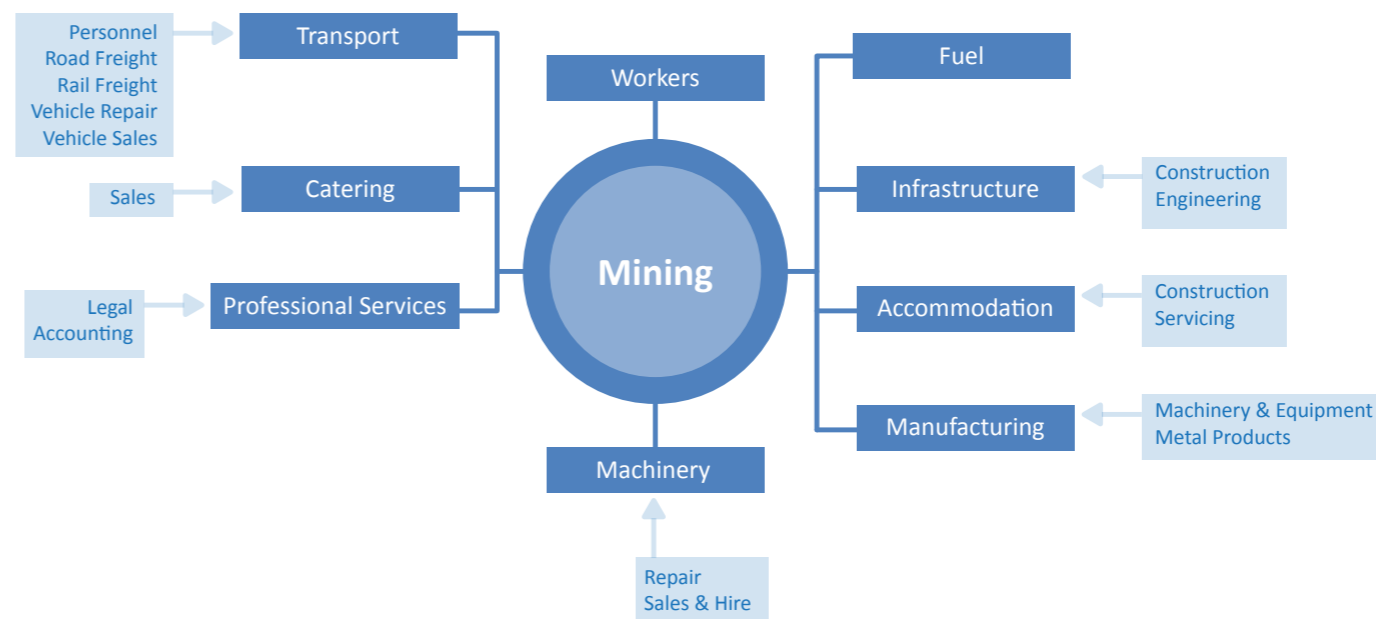 Personnel
Road Freight
Rail Freight
Vehicle Repair
Vehicle Sales
Transport
Sales
Catering
Legal
Accounting
Professional Services
Workers
Mining
Machinery
Repair
Sales & Hire
Fuel
Infrastructure
Construction
Engineering
Accommodation
Construction
Servicing
Manufacturing
Machinery & Equipment
Metal Products